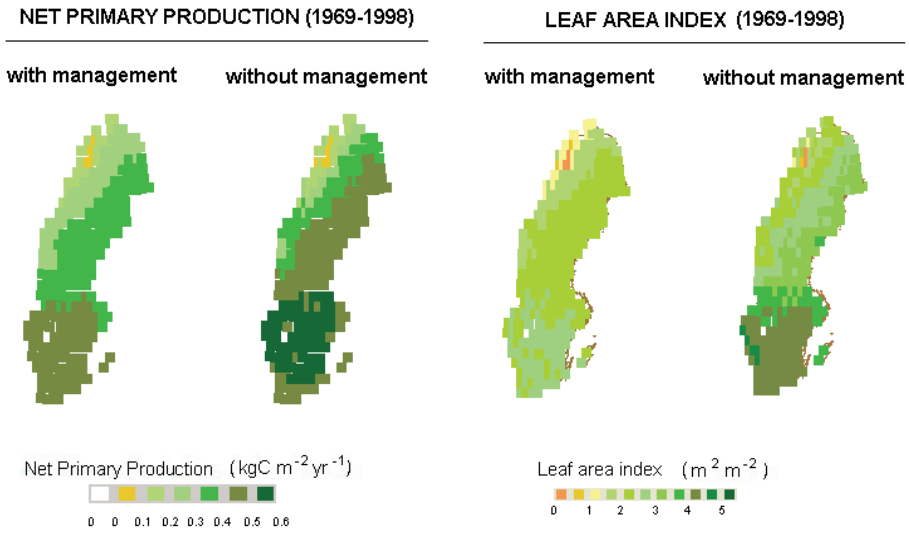 NET PRIMARY PRODUCTION (1969-1998)
LEAF AREA INDEX (1969-1998)
with management
without management
with management
without management
Net Primary Production (kgC m-2 yr-1)
0 0 0.1 0.2 0.3 0.4 0.5 0.6
Leaf area index (m2 m-2)
0 1 2 3 4 5